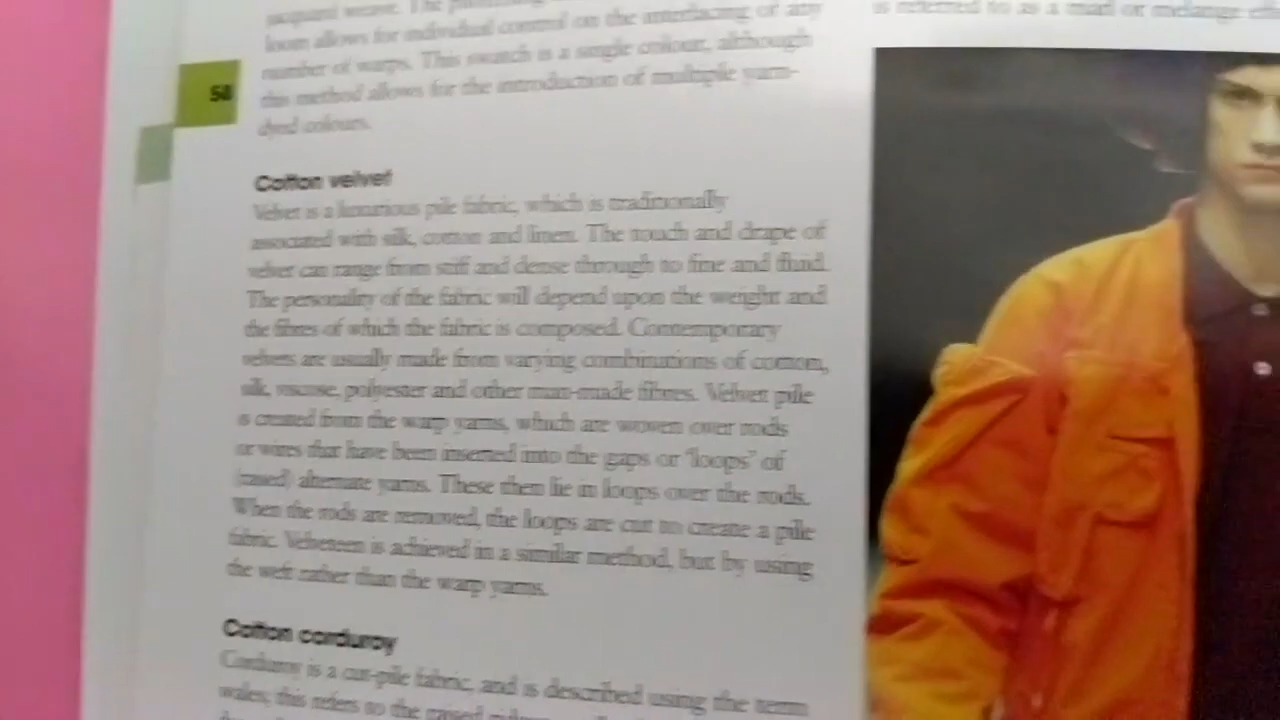 jacquard weave. The
loom allows for individual control on the interlacing of any
number of warps. This swatch is a single colour, although
this method allows for the introduction of multiple yarn-
dyed colours.
Cotton velvet
Velvet is a luxurious pile fabric, which is traditionally
associated with silk, cotton and linen. The touch and drape of
velvet can range from stiff and dense through to fine and fluid.
The personality of the fabric will depend upon the weight and
the fibres of which the fabric is composed. Contemporary
velvets are usually made from varying combinations of cotton,
silk, viscose, polyester and other man-made fibres. Velvet pile
is created from the warp yarns, which are woven over rods
or wires that have been inserted into the gaps or "loops" of
(raised) alternate yarns. These then lie in loops over the rods.
When the rods are removed, the loops are cut to create a pile
fabric. Velveteen is achieved in a similar method, but by using
the weft rather than the warp yarns.
Cotton corduroy
Corduroy is a cut-pile fabric, and is described using the term
wales; this refers to the raised
is referred to as a marl or melange